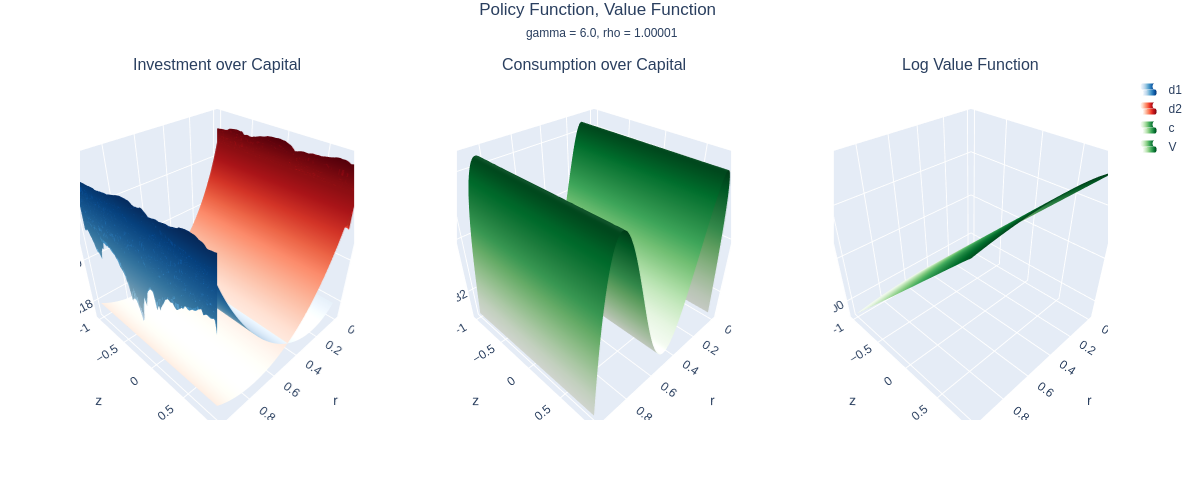 Policy Function, Value Function
gamma = 6.0, rho = 1.00001
Investment over Capital
Consumption over Capital
Log Value Function
d1
d2
c
V
−1
−0.5
0
0.5
z
0
0.2
0.4
0.6
0.8
r
−1
−0.5
0
0.5
z
0
0.2
0.4
0.6
0.8
r
−1
−0.5
0
0.5
z
0
0.2
0.4
0.6
0.8
r